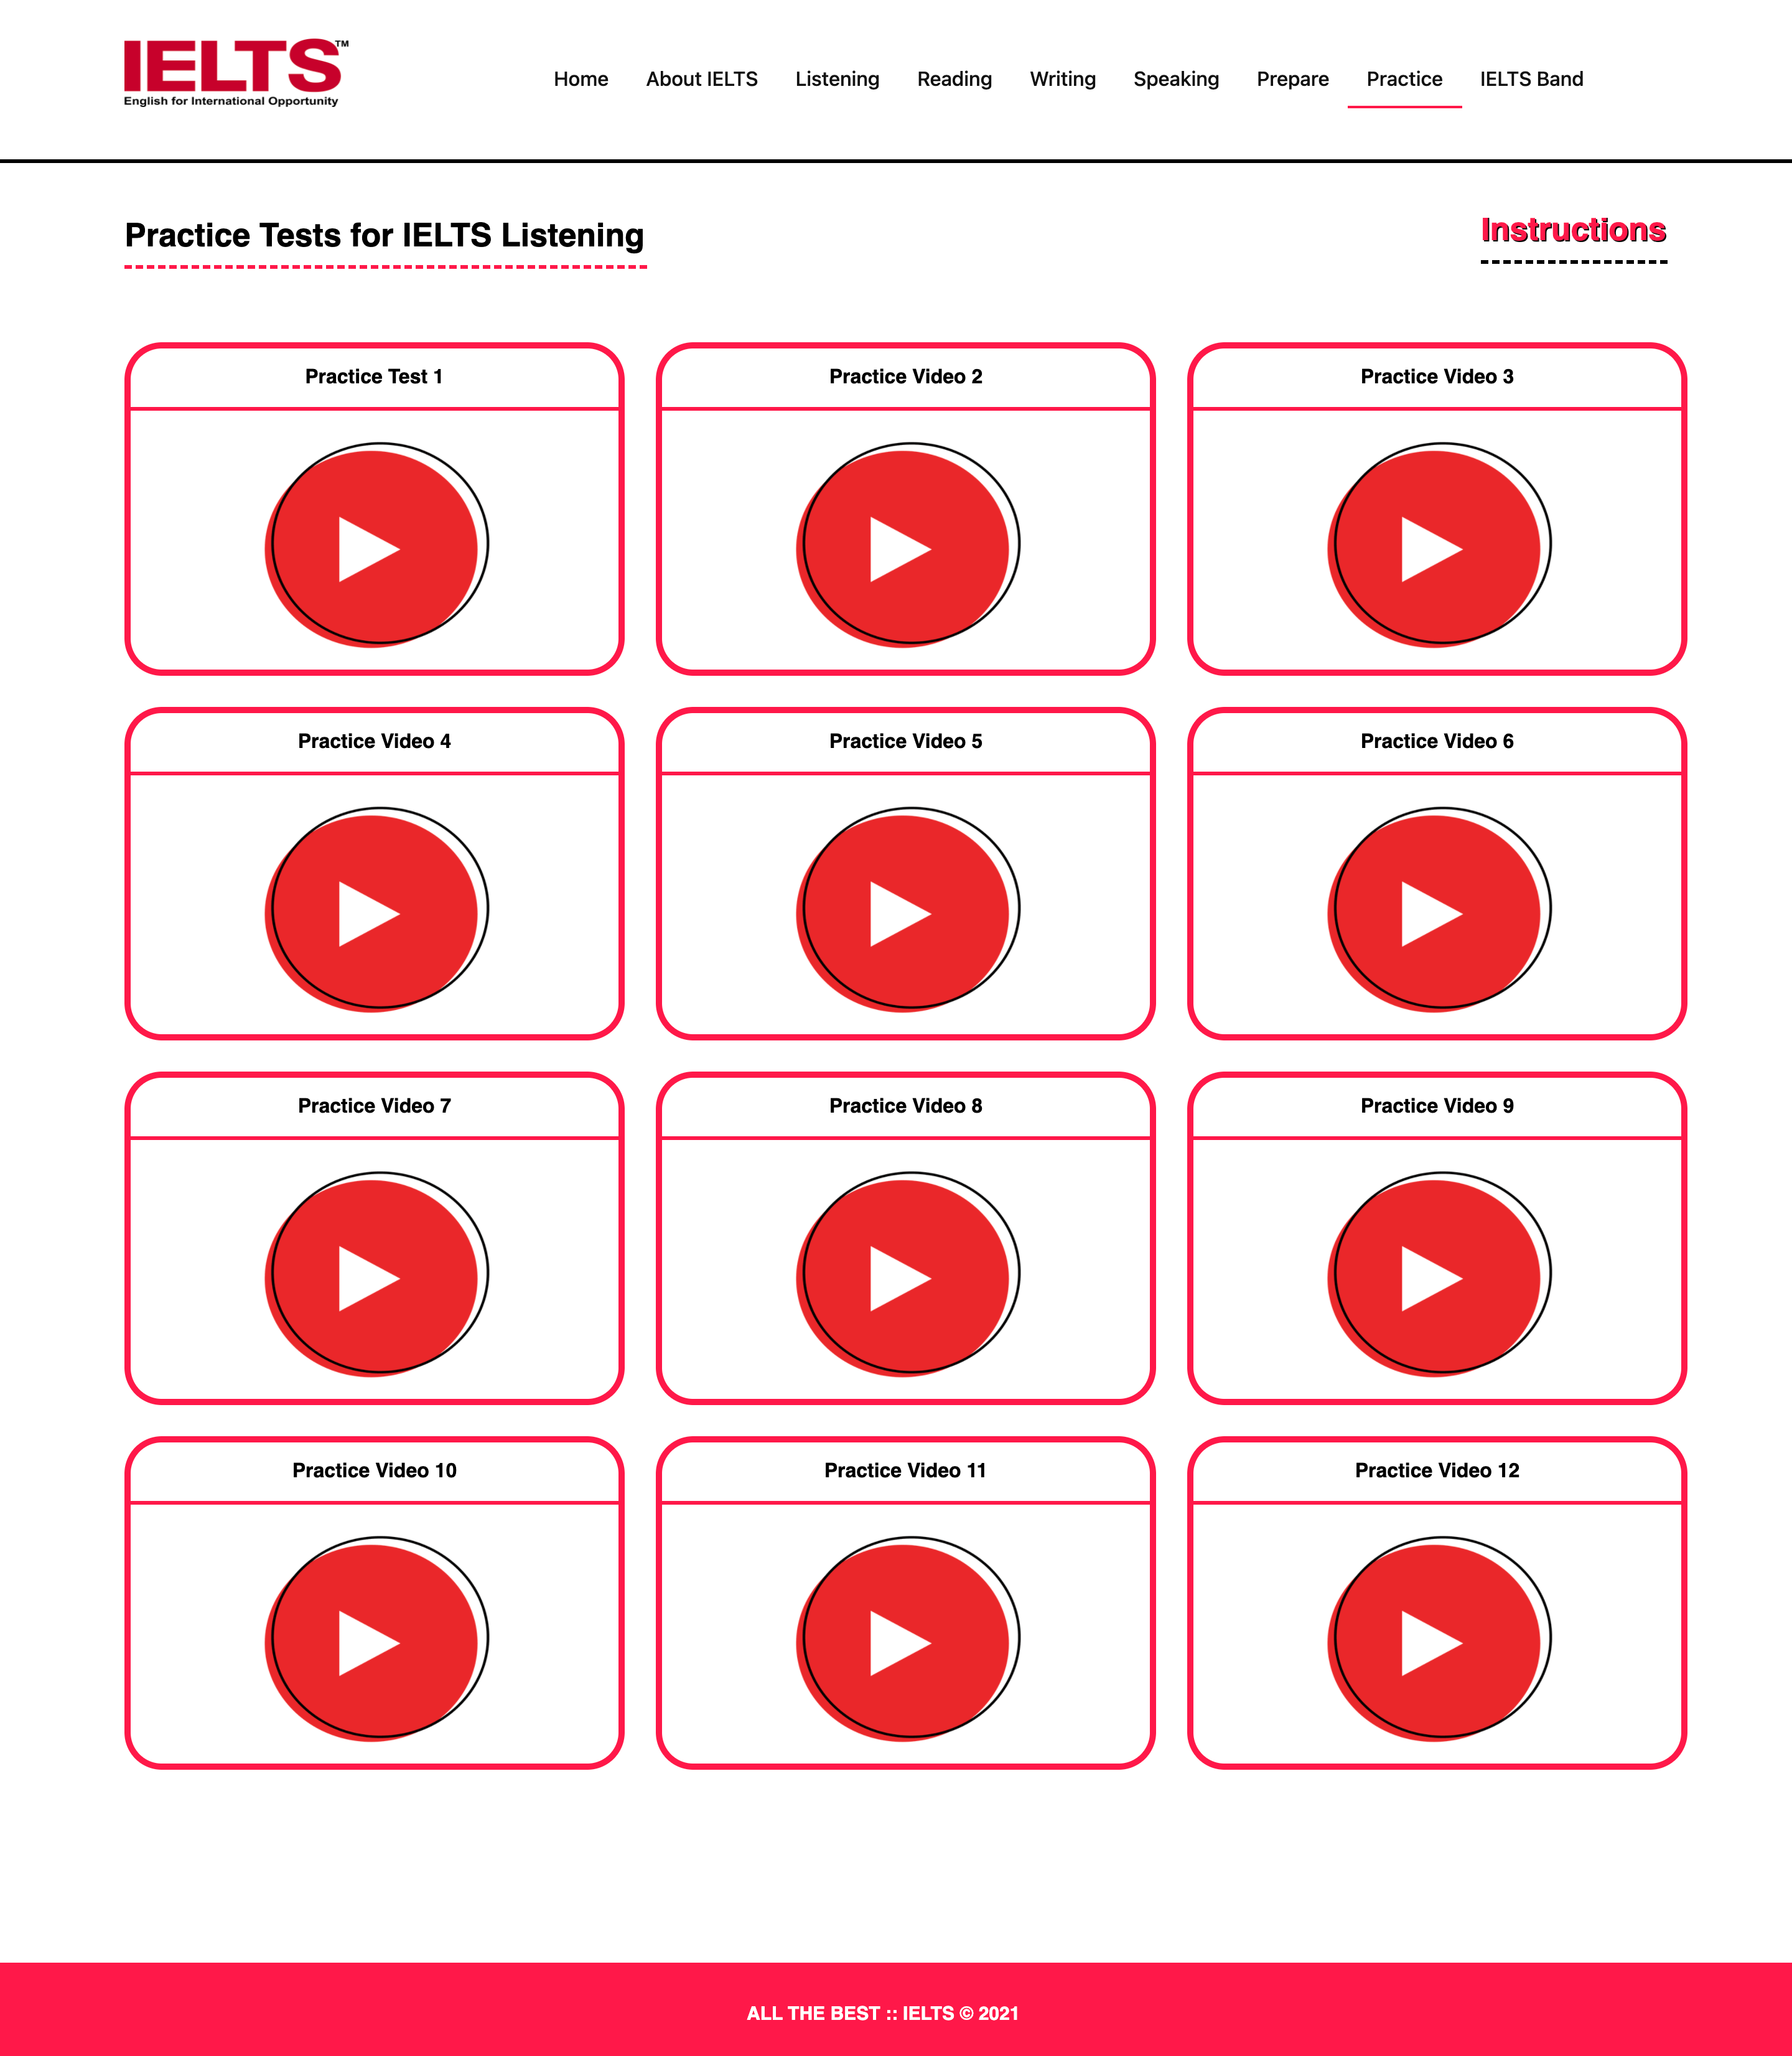 IELTS™
English for International Opportunity
Home About IELTS Listening Reading Writing Speaking Prepare Practice IELTS Band
Practice Tests for IELTS Listening
Instructions
Practice Test 1
Practice Video 2
Practice Video 3
Practice Video 4
Practice Video 5
Practice Video 6
Practice Video 7
Practice Video 8
Practice Video 9
Practice Video 10
Practice Video 11
Practice Video 12
ALL THE BEST :: IELTS © 2021